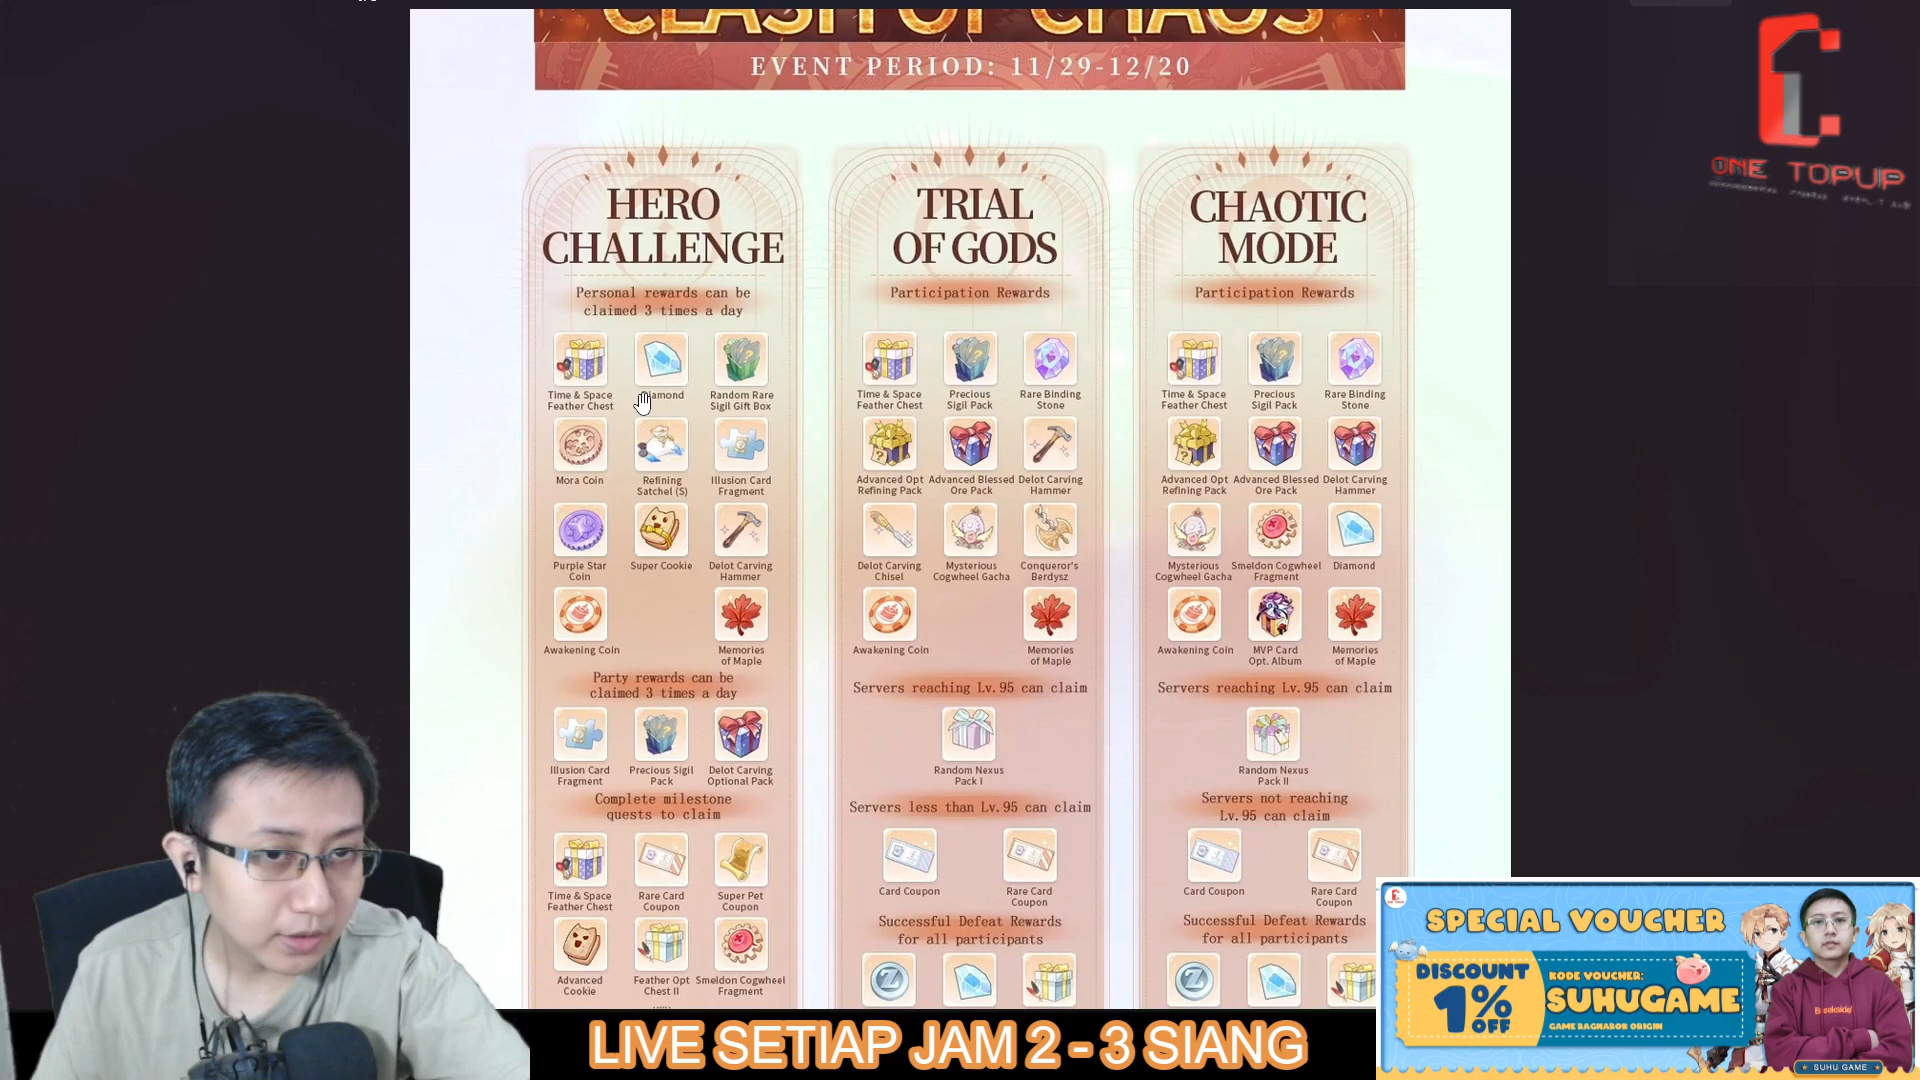 CLASH OF CHAOS
EVENT PERIOD: 11/29-12/20
HERO
CHALLENGE
Personal rewards can be
claimed 3 times a day
Time & Space
Feather Chest
Diamond
Random Rare
Sigil Gift Box
Mora Coin
Refining
Satchel (S)
Illusion Card
Fragment
Purple Star
Coin
Super Cookie
Delot Carving
Hammer
Awakening Coin
Memories
of Maple
Party rewards can be
claimed 3 times a day
Illusion Card
Fragment
Precious Sigil
Pack
Delot Carving
Optional Pack
Complete milestone
quests to claim
Time & Space
Feather Chest
Rare Card
Coupon
Super Pet
Coupon
Advanced
Cookie
Feather Opt
Chest II
Smeldon Cogwheel
Fragment
TRIAL
OF GODS
Participation Rewards
Time & Space
Feather Chest
Precious
Sigil Pack
Rare Binding
Stone
Advanced Opt
Refining Pack
Advanced Blessed
Ore Pack
Delot Carving
Hammer
Delot Carving
Chisel
Mysterious
Cogwheel Gacha
Conqueror's
Berdysz
Awakening Coin
Memories
of Maple
Servers reaching Lv.95 can claim
Random Nexus
Pack I
Servers less than Lv.95 can claim
Card Coupon
Rare Card
Coupon
Successful Defeat Rewards
for all participants
CHAOTIC
MODE
Participation Rewards
Time & Space
Feather Chest
Precious
Sigil Pack
Rare Binding
Stone
Advanced Opt
Refining Pack
Advanced Blessed
Ore Pack
Delot Carving
Hammer
Mysterious
Cogwheel Gacha
Smeldon Cogwheel
Fragment
Diamond
Awakening Coin
MVP Card
Opt. Album
Memories
of Maple
Servers reaching Lv.95 can claim
Random Nexus
Pack II
Servers not reaching
Lv.95 can claim
Card Coupon
Rare Card
Coupon
Successful Defeat Rewards
for all participants
ONE TOPUP
SPECIAL VOUCHER
DISCOUNT
1%
OFF
KODE VOUCHER:
SUHUGAME
GAME RAGNAROK ORIGIN
SUHU GAME
LIVE SETIAP JAM 2 - 3 SIANG